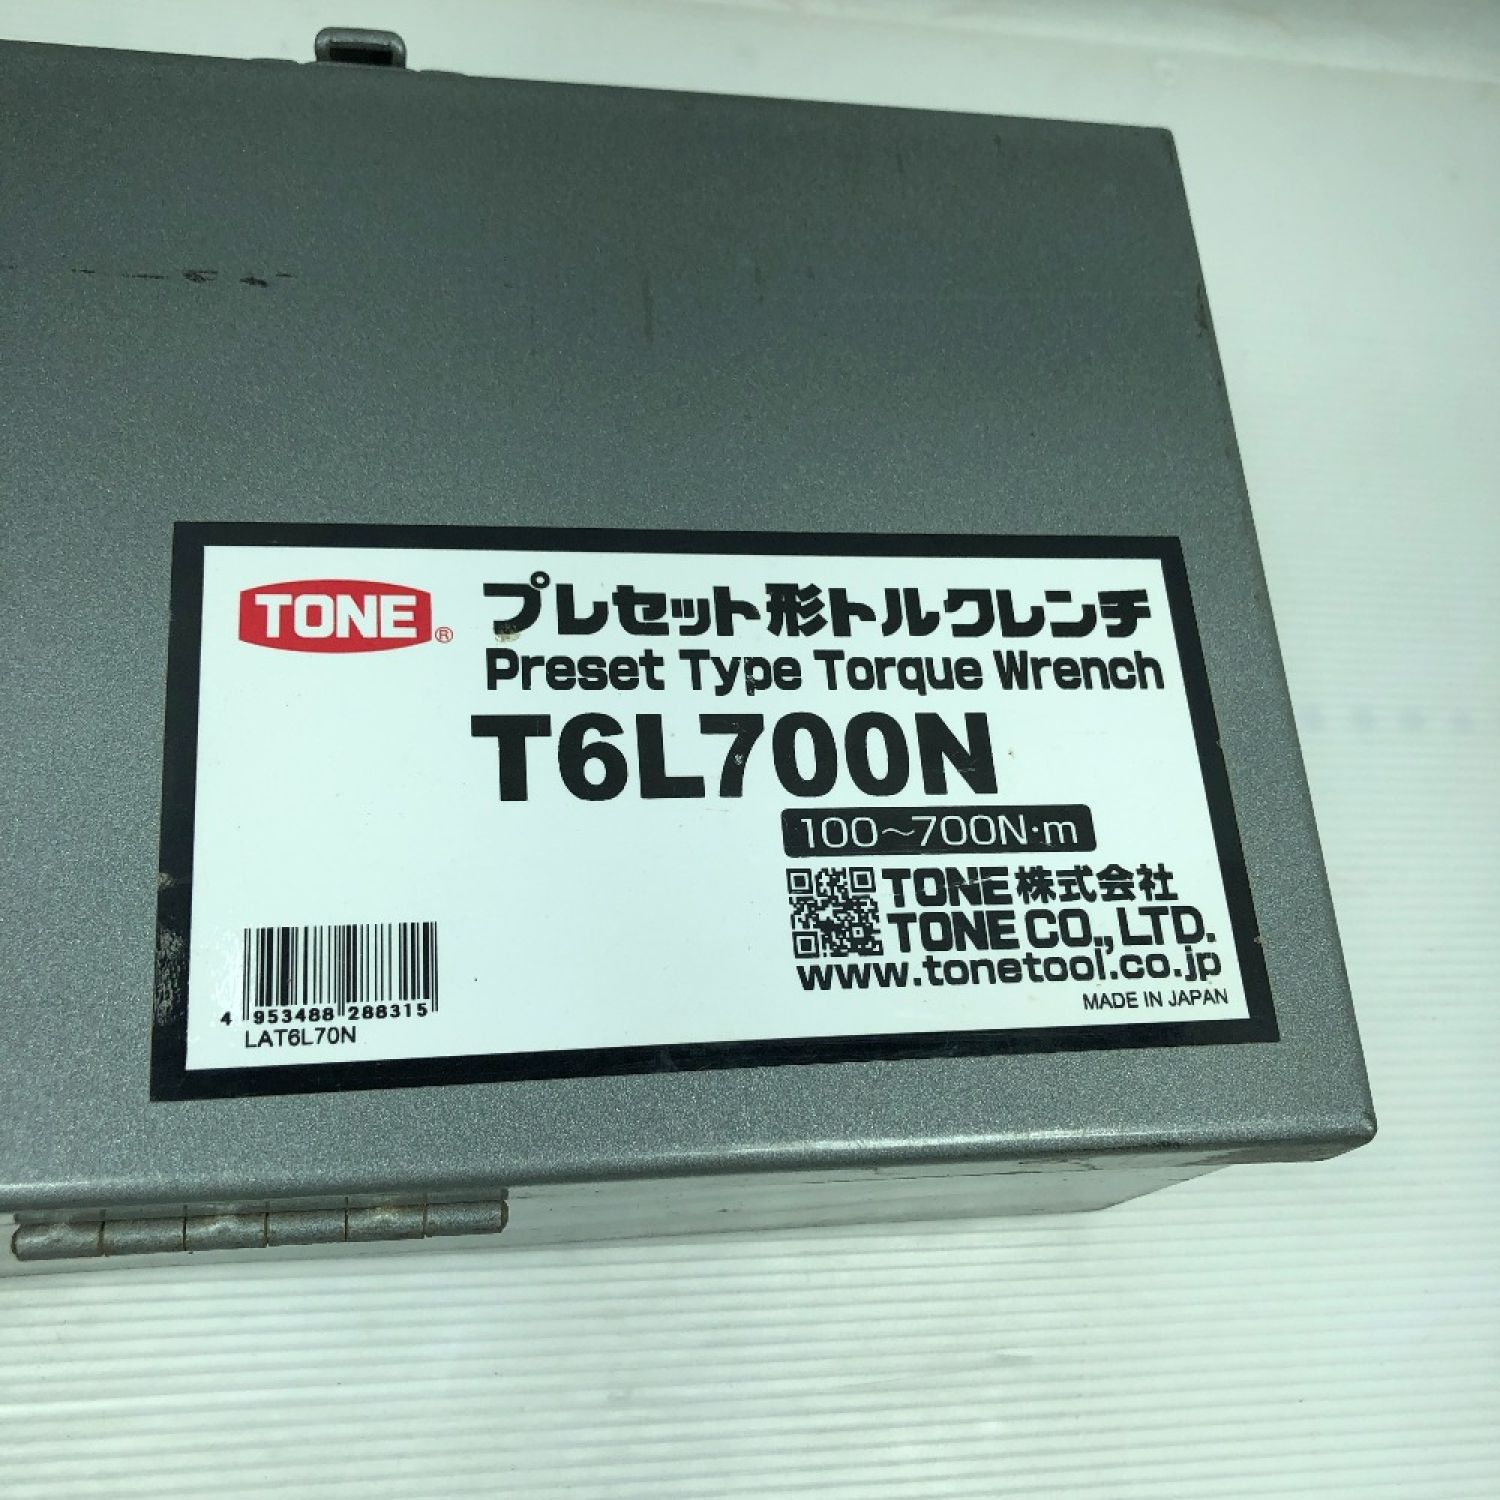 TONE®
プレセット形トルクレンチ
Preset Type Torque Wrench
T6L700N
100～700N·m
TONE株式会社
TONE CO., LTD.
www.tonetool.co.jp
MADE IN JAPAN
4 953488 288315
LAT6L70N